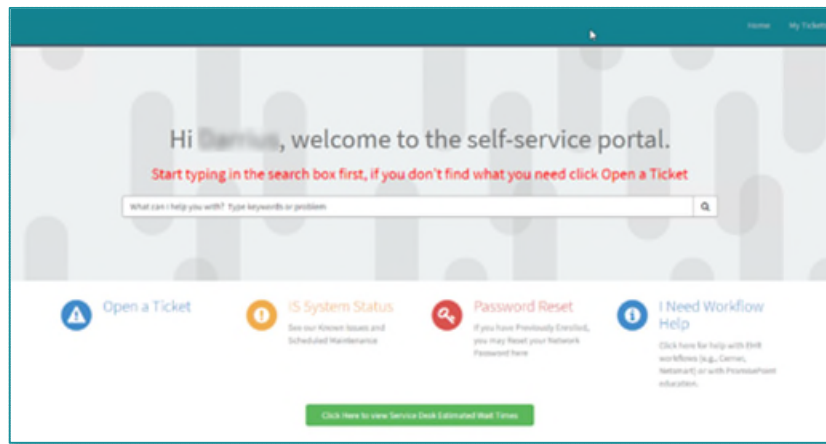 Home My Tickets
Hi , welcome to the self-service portal.
Start typing in the search box first, if you don't find what you need click Open a Ticket
What can I help you with? Type keywords or problem
Open a Ticket
IS System Status
See our Known Issues and
Scheduled Maintenance
Password Reset
If you have Previously Enrolled,
you may Reset your Network
Password here
I Need Workflow
Help
Click here for help with EHR
workflows (e.g., Cerner,
Netsmart) or with PromisePoint
education.
Click Here to view Service Desk Estimated Wait Times